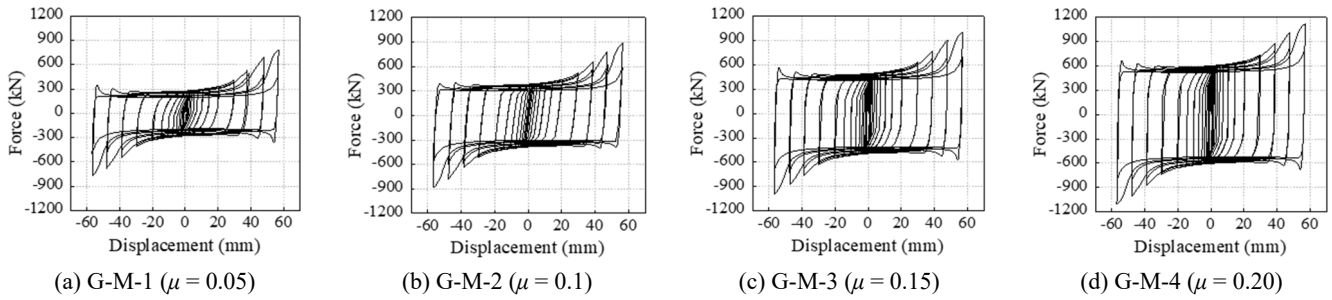 1200
900
600
300
0
-300
-600
-900
-1200
Force (kN)
-60 -40 -20 0 20 40 60
Displacement (mm)
(a) G-M-1 (μ = 0.05)
1200
900
600
300
0
-300
-600
-900
-1200
Force (kN)
-60 -40 -20 0 20 40 60
Displacement (mm)
(b) G-M-2 (μ = 0.1)
1200
900
600
300
0
-300
-600
-900
-1200
Force (kN)
-60 -40 -20 0 20 40 60
Displacement (mm)
(c) G-M-3 (μ = 0.15)
1200
900
600
300
0
-300
-600
-900
-1200
Force (kN)
-60 -40 -20 0 20 40 60
Displacement (mm)
(d) G-M-4 (μ = 0.20)